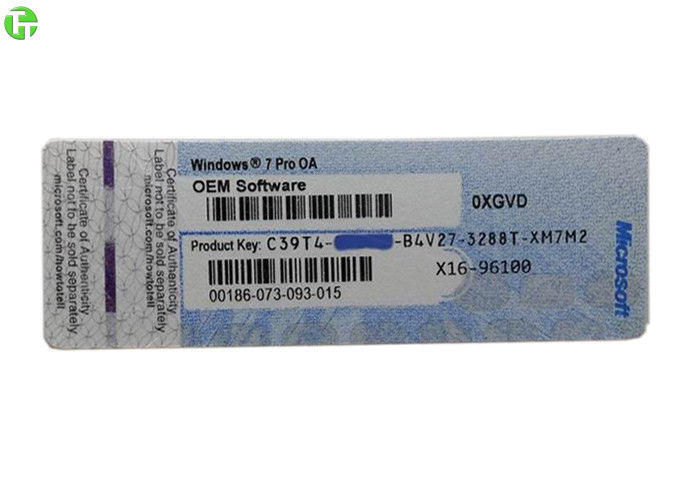 Certificate of Authenticity
Label not to be sold separately
microsoft.com/howtotell
Certificate of Authenticity
Label not to be sold separately
microsoft.com/howtotell
Windows® 7 Pro OA
OEM Software
0XGVD
Product Key: C39T4- -B4V27-3288T-XM7M2
X16-96100
00186-073-093-015
Microsoft